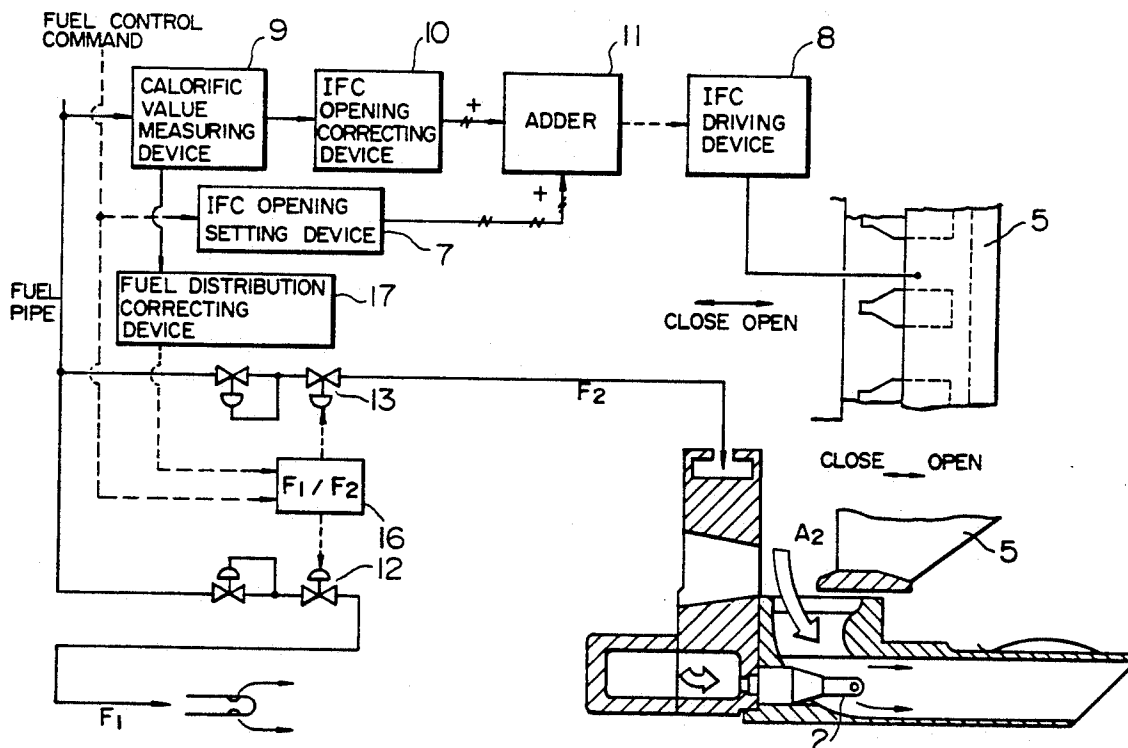 FUEL CONTROL
COMMAND
9
10
11
8
CALORIFIC
VALUE
MEASURING
DEVICE
IFC
OPENING
CORRECTING
DEVICE
+
ADDER
IFC
DRIVING
DEVICE
+
IFC OPENING
SETTING DEVICE
7
5
FUEL
PIPE
FUEL DISTRIBUTION
CORRECTING
DEVICE
17
CLOSE OPEN
13
F2
CLOSE OPEN
F1/F2
16
A2
5
12
F1
2